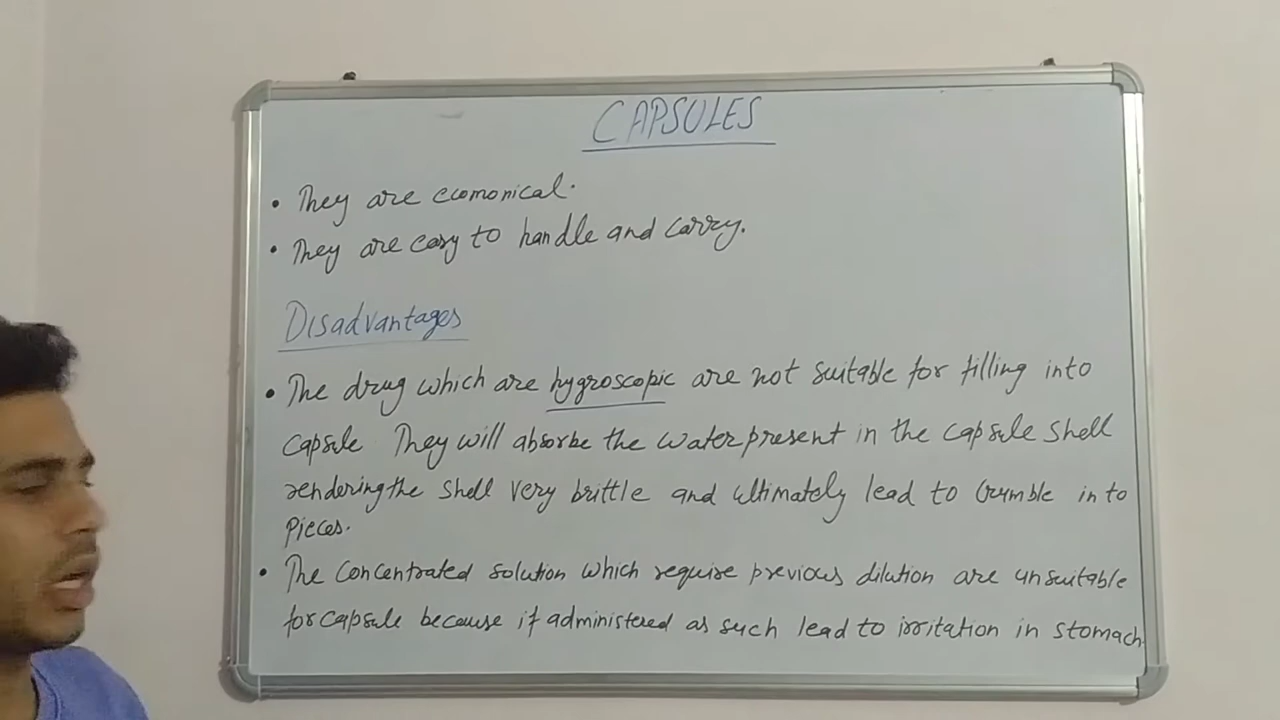 CAPSULES
• They are ecomonical.
• They are easy to handle and carry.
Disadvantages
• The drug which are hygroscopic are not suitable for filling into
capsule They will absorbe the water present in the capsule shell
rendering the shell very brittle and ultimately lead to crumble in to
pieces.
• The concentrated solution which require previous dilution are unsuitable
for capsule because if administered as such lead to irritation in stomach